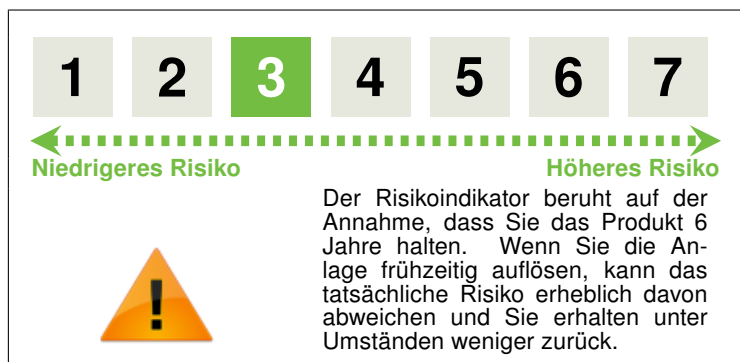 1 2 3 4 5 6 7
Niedrigeres Risiko Höheres Risiko
Der Risikoindikator beruht auf der
Annahme, dass Sie das Produkt 6
Jahre halten. Wenn Sie die An-
lage frühzeitig auflösen, kann das
tatsächliche Risiko erheblich davon
abweichen und Sie erhalten unter
Umständen weniger zurück.
!